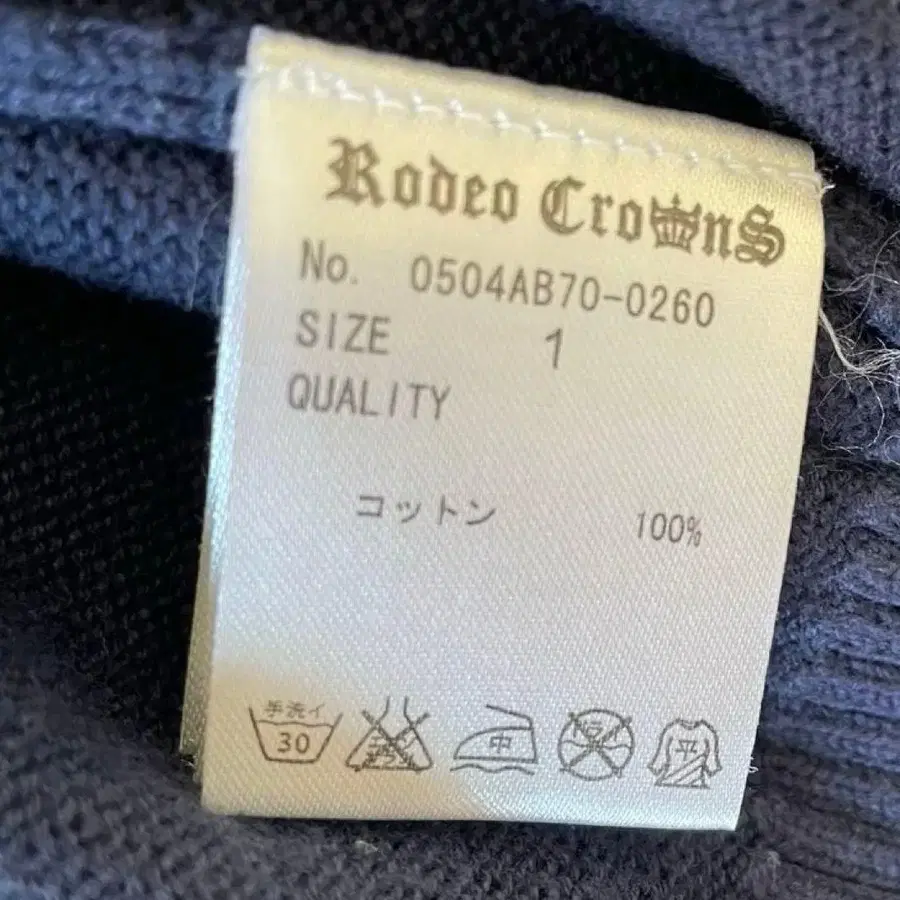 Rodeo Crowns
No. 0504AB70-0260
SIZE 1
QUALITY
コットン 100%
手洗イ
30
中
平